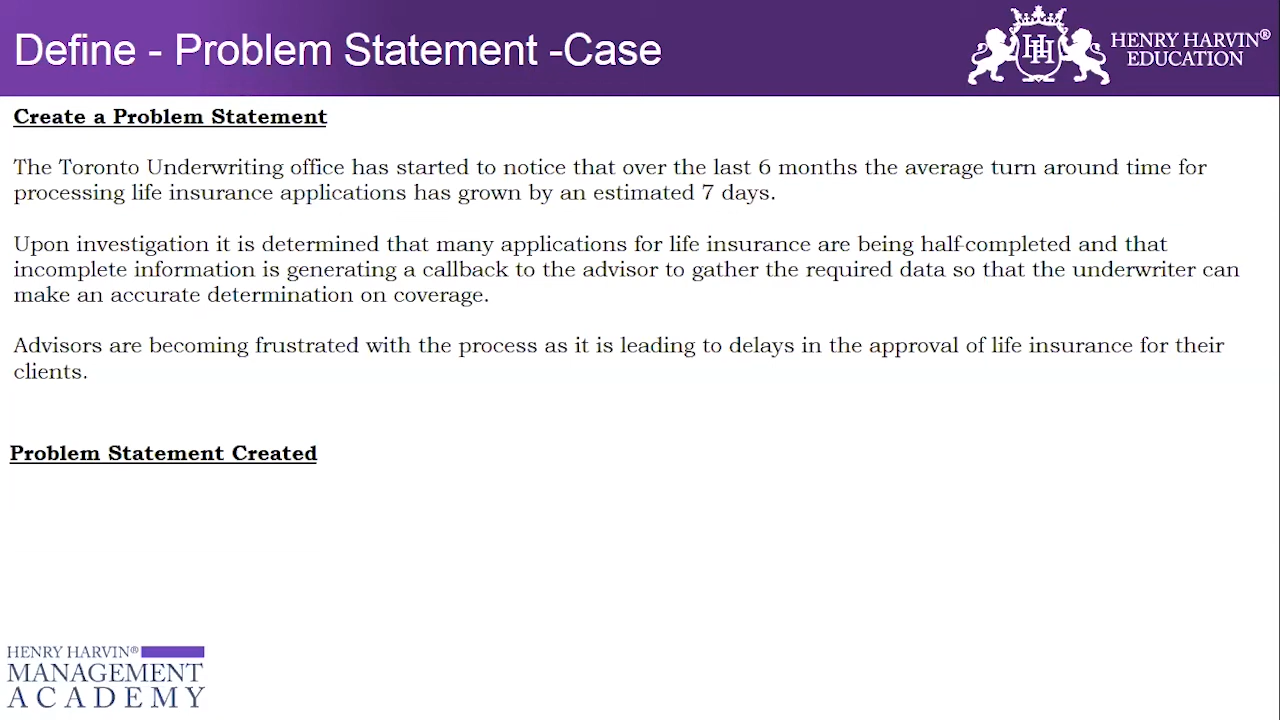 Define - Problem Statement -Case
HENRY HARVIN®
EDUCATION
Create a Problem Statement
The Toronto Underwriting office has started to notice that over the last 6 months the average turn around time for
processing life insurance applications has grown by an estimated 7 days.
Upon investigation it is determined that many applications for life insurance are being half-completed and that
incomplete information is generating a callback to the advisor to gather the required data so that the underwriter can
make an accurate determination on coverage.
Advisors are becoming frustrated with the process as it is leading to delays in the approval of life insurance for their
clients.
Problem Statement Created
HENRY HARVIN®
MANAGEMENT
ACADEMY